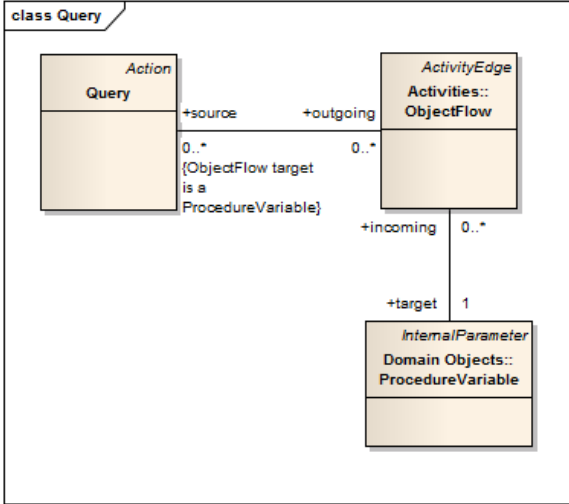 class Query
Action
Query
ActivityEdge
Activities::
ObjectFlow
+source
+outgoing
0..*
0..*
{ObjectFlow target
is a
ProcedureVariable}
+incoming
0..*
+target
1
InternalParameter
Domain Objects::
ProcedureVariable